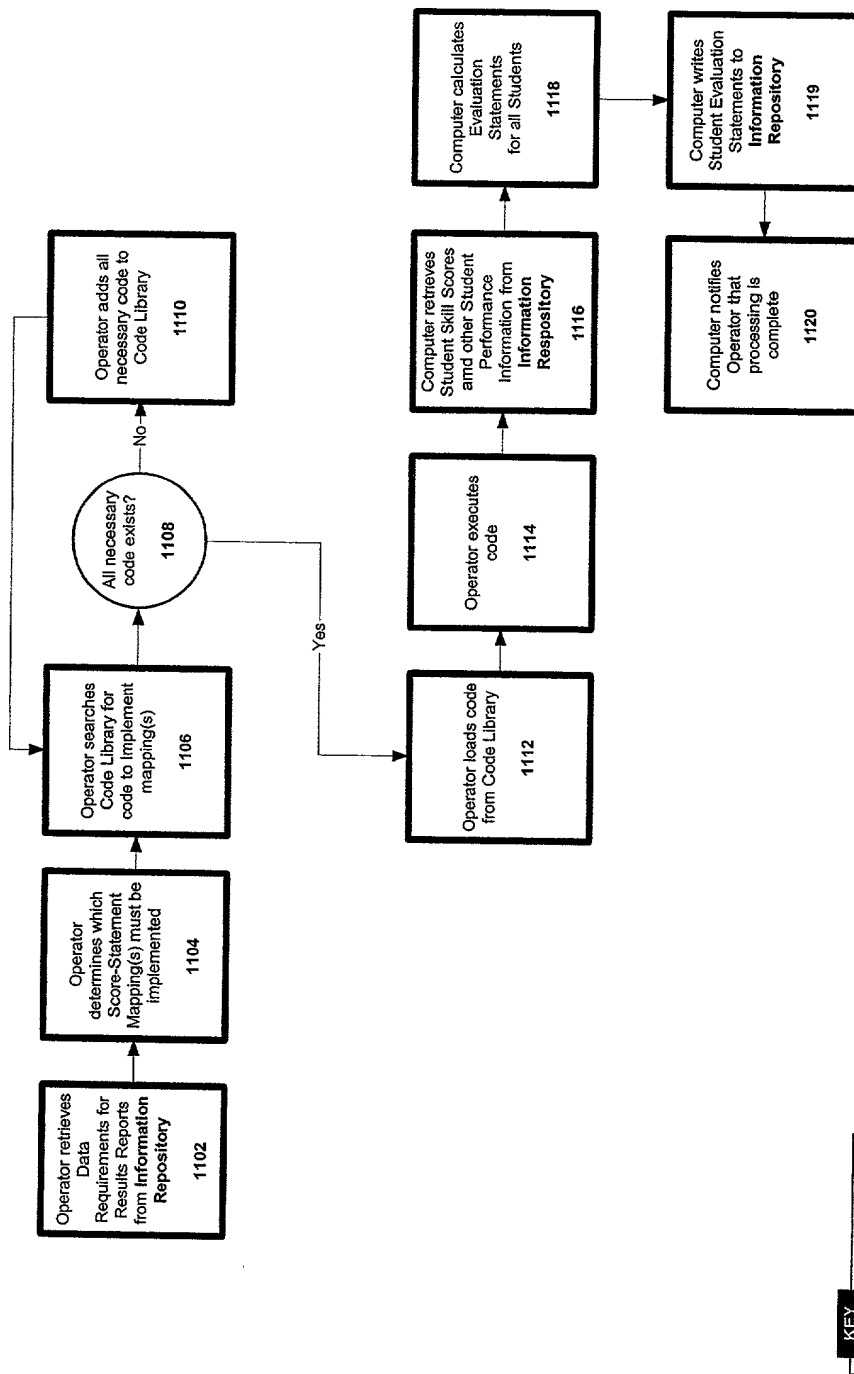 Operator retrieves
Data
Requirements for
Results Reports
from Information
Repository
1102
Operator
determines which
Score-Statement
Mapping(s) must be
implemented
1104
Operator searches
Code Library for
code to Implement
mapping(s)
1106
All necessary
code exists?
1108
No
Operator adds all
necessary code to
Code Library
1110
Yes
Operator loads code
from Code Library
1112
Operator executes
code
1114
Computer retrieves
Student Skill Scores
amd other Student
Performance
Information from
Information
Respository
1116
Computer calculates
Evaluation
Statements
for all Students
1118
Computer writes
Student Evaluation
Statements to
Information
Repository
1119
Computer notifies
Operator that
processing is
complete
1120
KEY